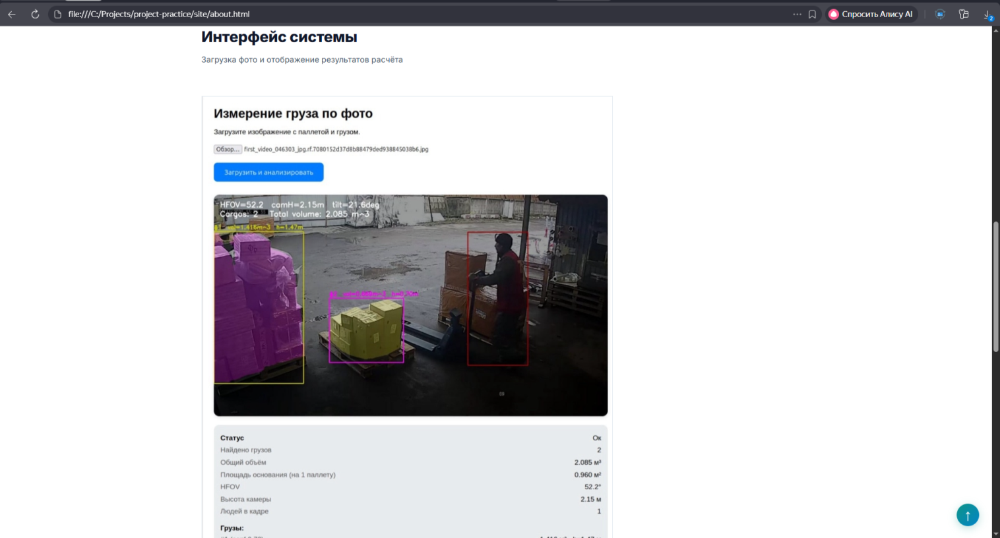 file:///C:/Projects/project-practice/site/about.html
Спросить Алису AI
2
Интерфейс системы
Загрузка фото и отображение результатов расчёта
Измерение груза по фото
Загрузите изображение с паллетой и грузом.
Обзор... first_video_046303_jpg.rf.7080152d37d8b88479ded938845038b6.jpg
Загрузить и анализировать
HFOV=52.2 camH=2.15m tilt=21.6deg
Cargos: 2 Total volume: 2.085 m~3
vol=1.416m~3 h=1.47m
h=0.70m
Статус Ок
Найдено грузов 2
Общий объём 2.085 м³
Площадь основания (на 1 паллету) 0.960 м²
HFOV 52.2°
Высота камеры 2.15 м
Людей в кадре 1
Грузы: